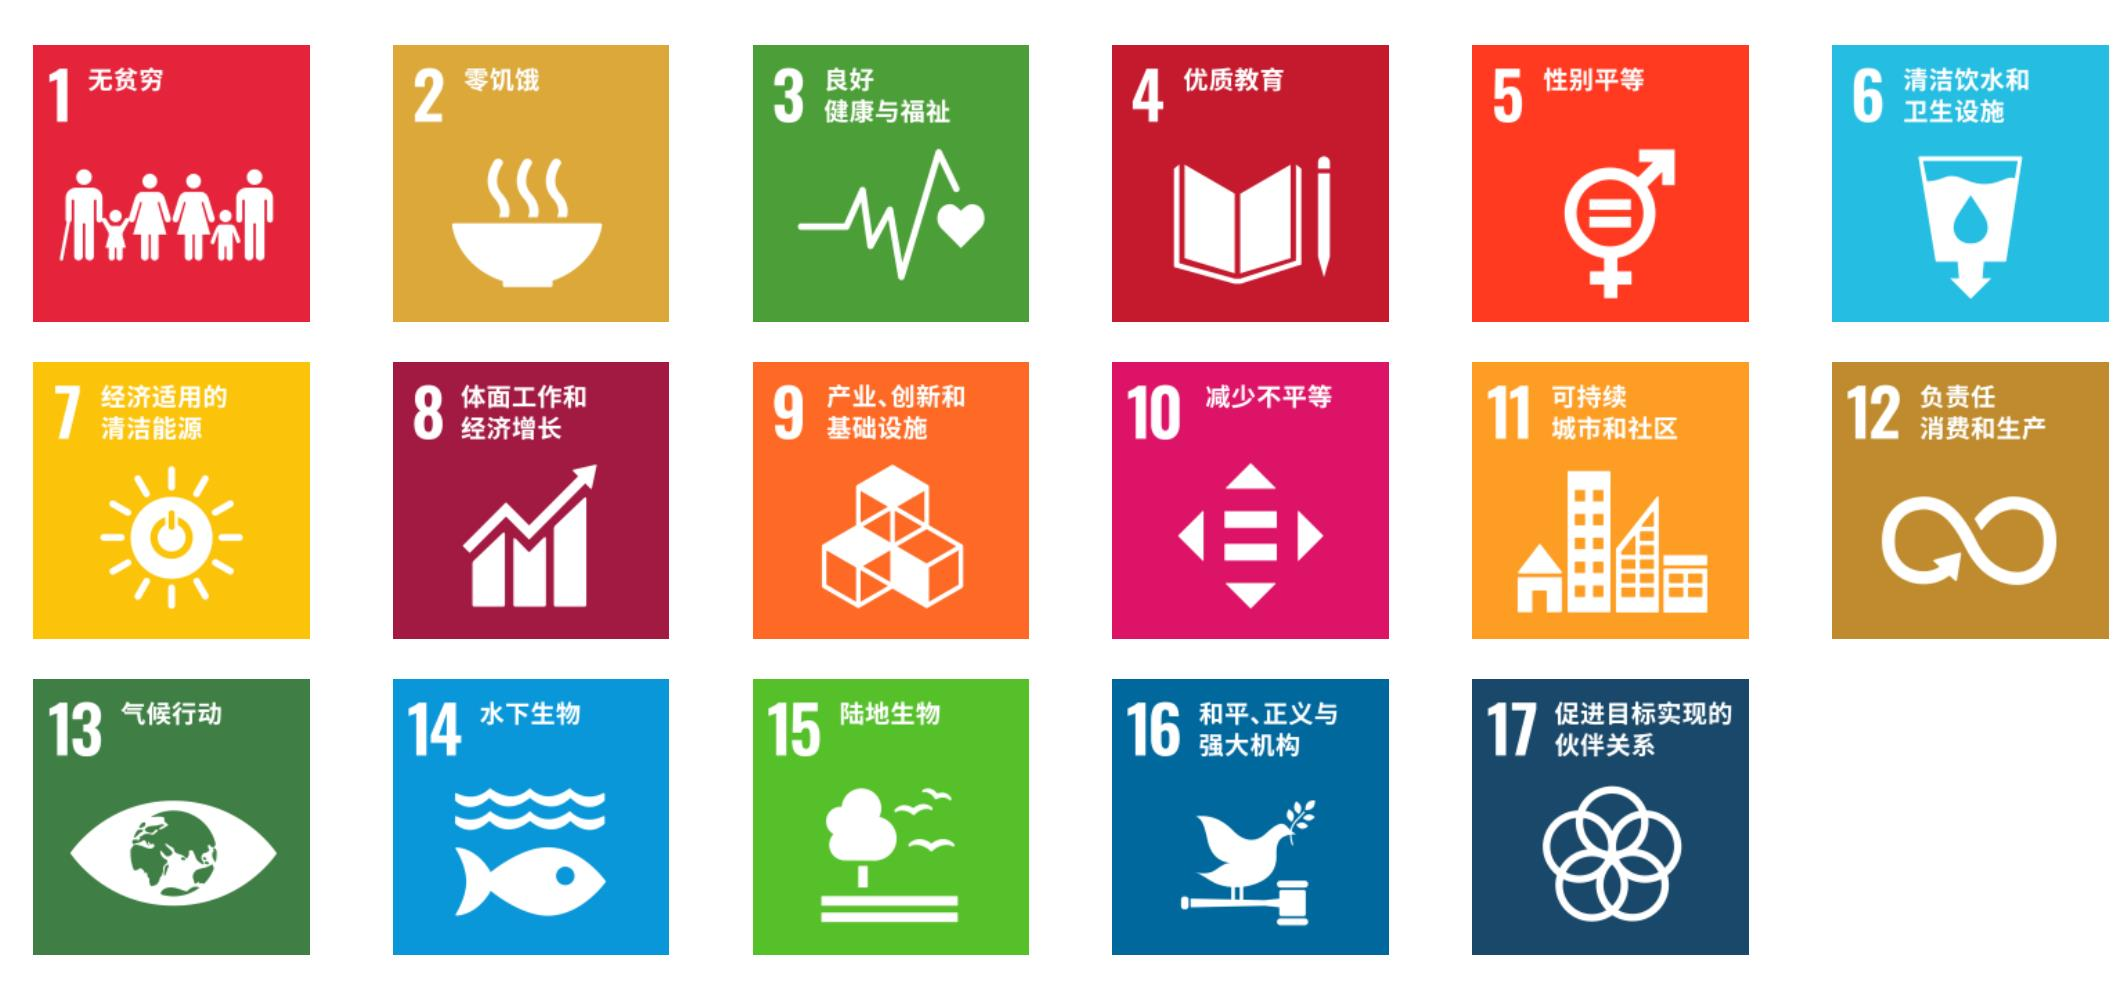 1 无贫穷
2 零饥饿
3 良好
健康与福祉
4 优质教育
5 性别平等
6 清洁饮水和
卫生设施
7 经济适用的
清洁能源
8 体面工作和
经济增长
9 产业、创新和
基础设施
10 减少不平等
11 可持续
城市和社区
12 负责任
消费和生产
13 气候行动
14 水下生物
15 陆地生物
16 和平、正义与
强大机构
17 促进目标实现的
伙伴关系